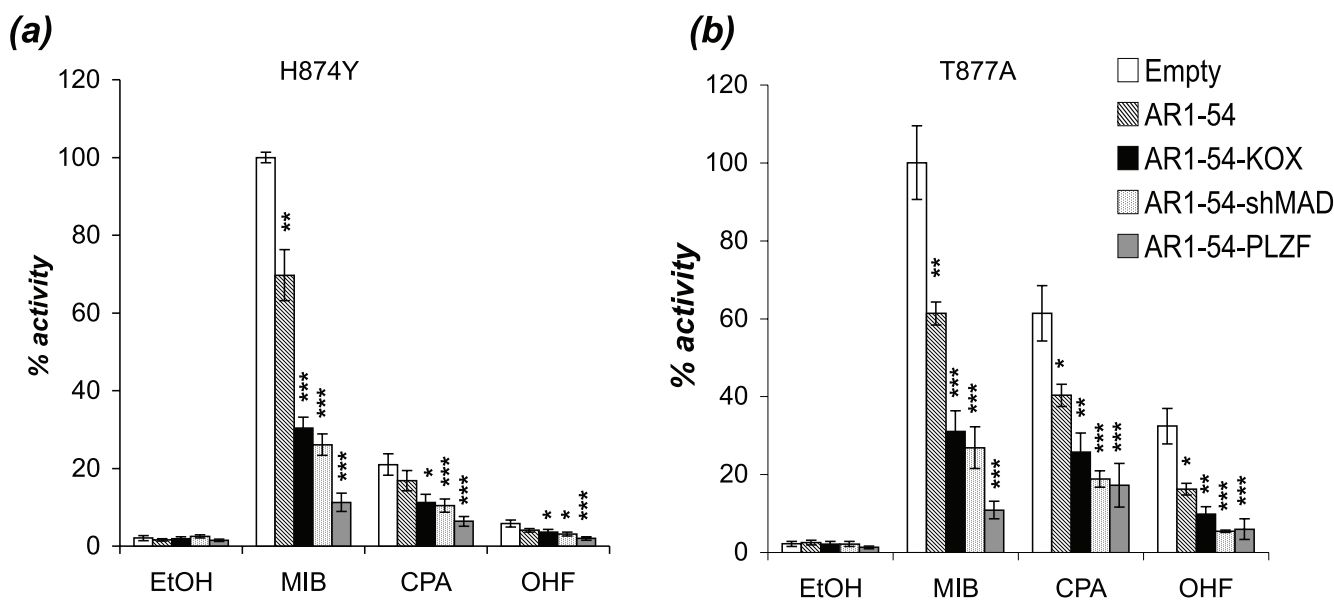 (a)
H874Y
% activity
120
100
80
60
40
20
0
**
***
***
***
*
***
***
*
*
***
EtOH
MIB
CPA
OHF
(b)
T877A
% activity
120
100
80
60
40
20
0
**
***
***
***
*
**
***
***
*
**
***
***
EtOH
MIB
CPA
OHF
Empty
AR1-54
AR1-54-KOX
AR1-54-shMAD
AR1-54-PLZF